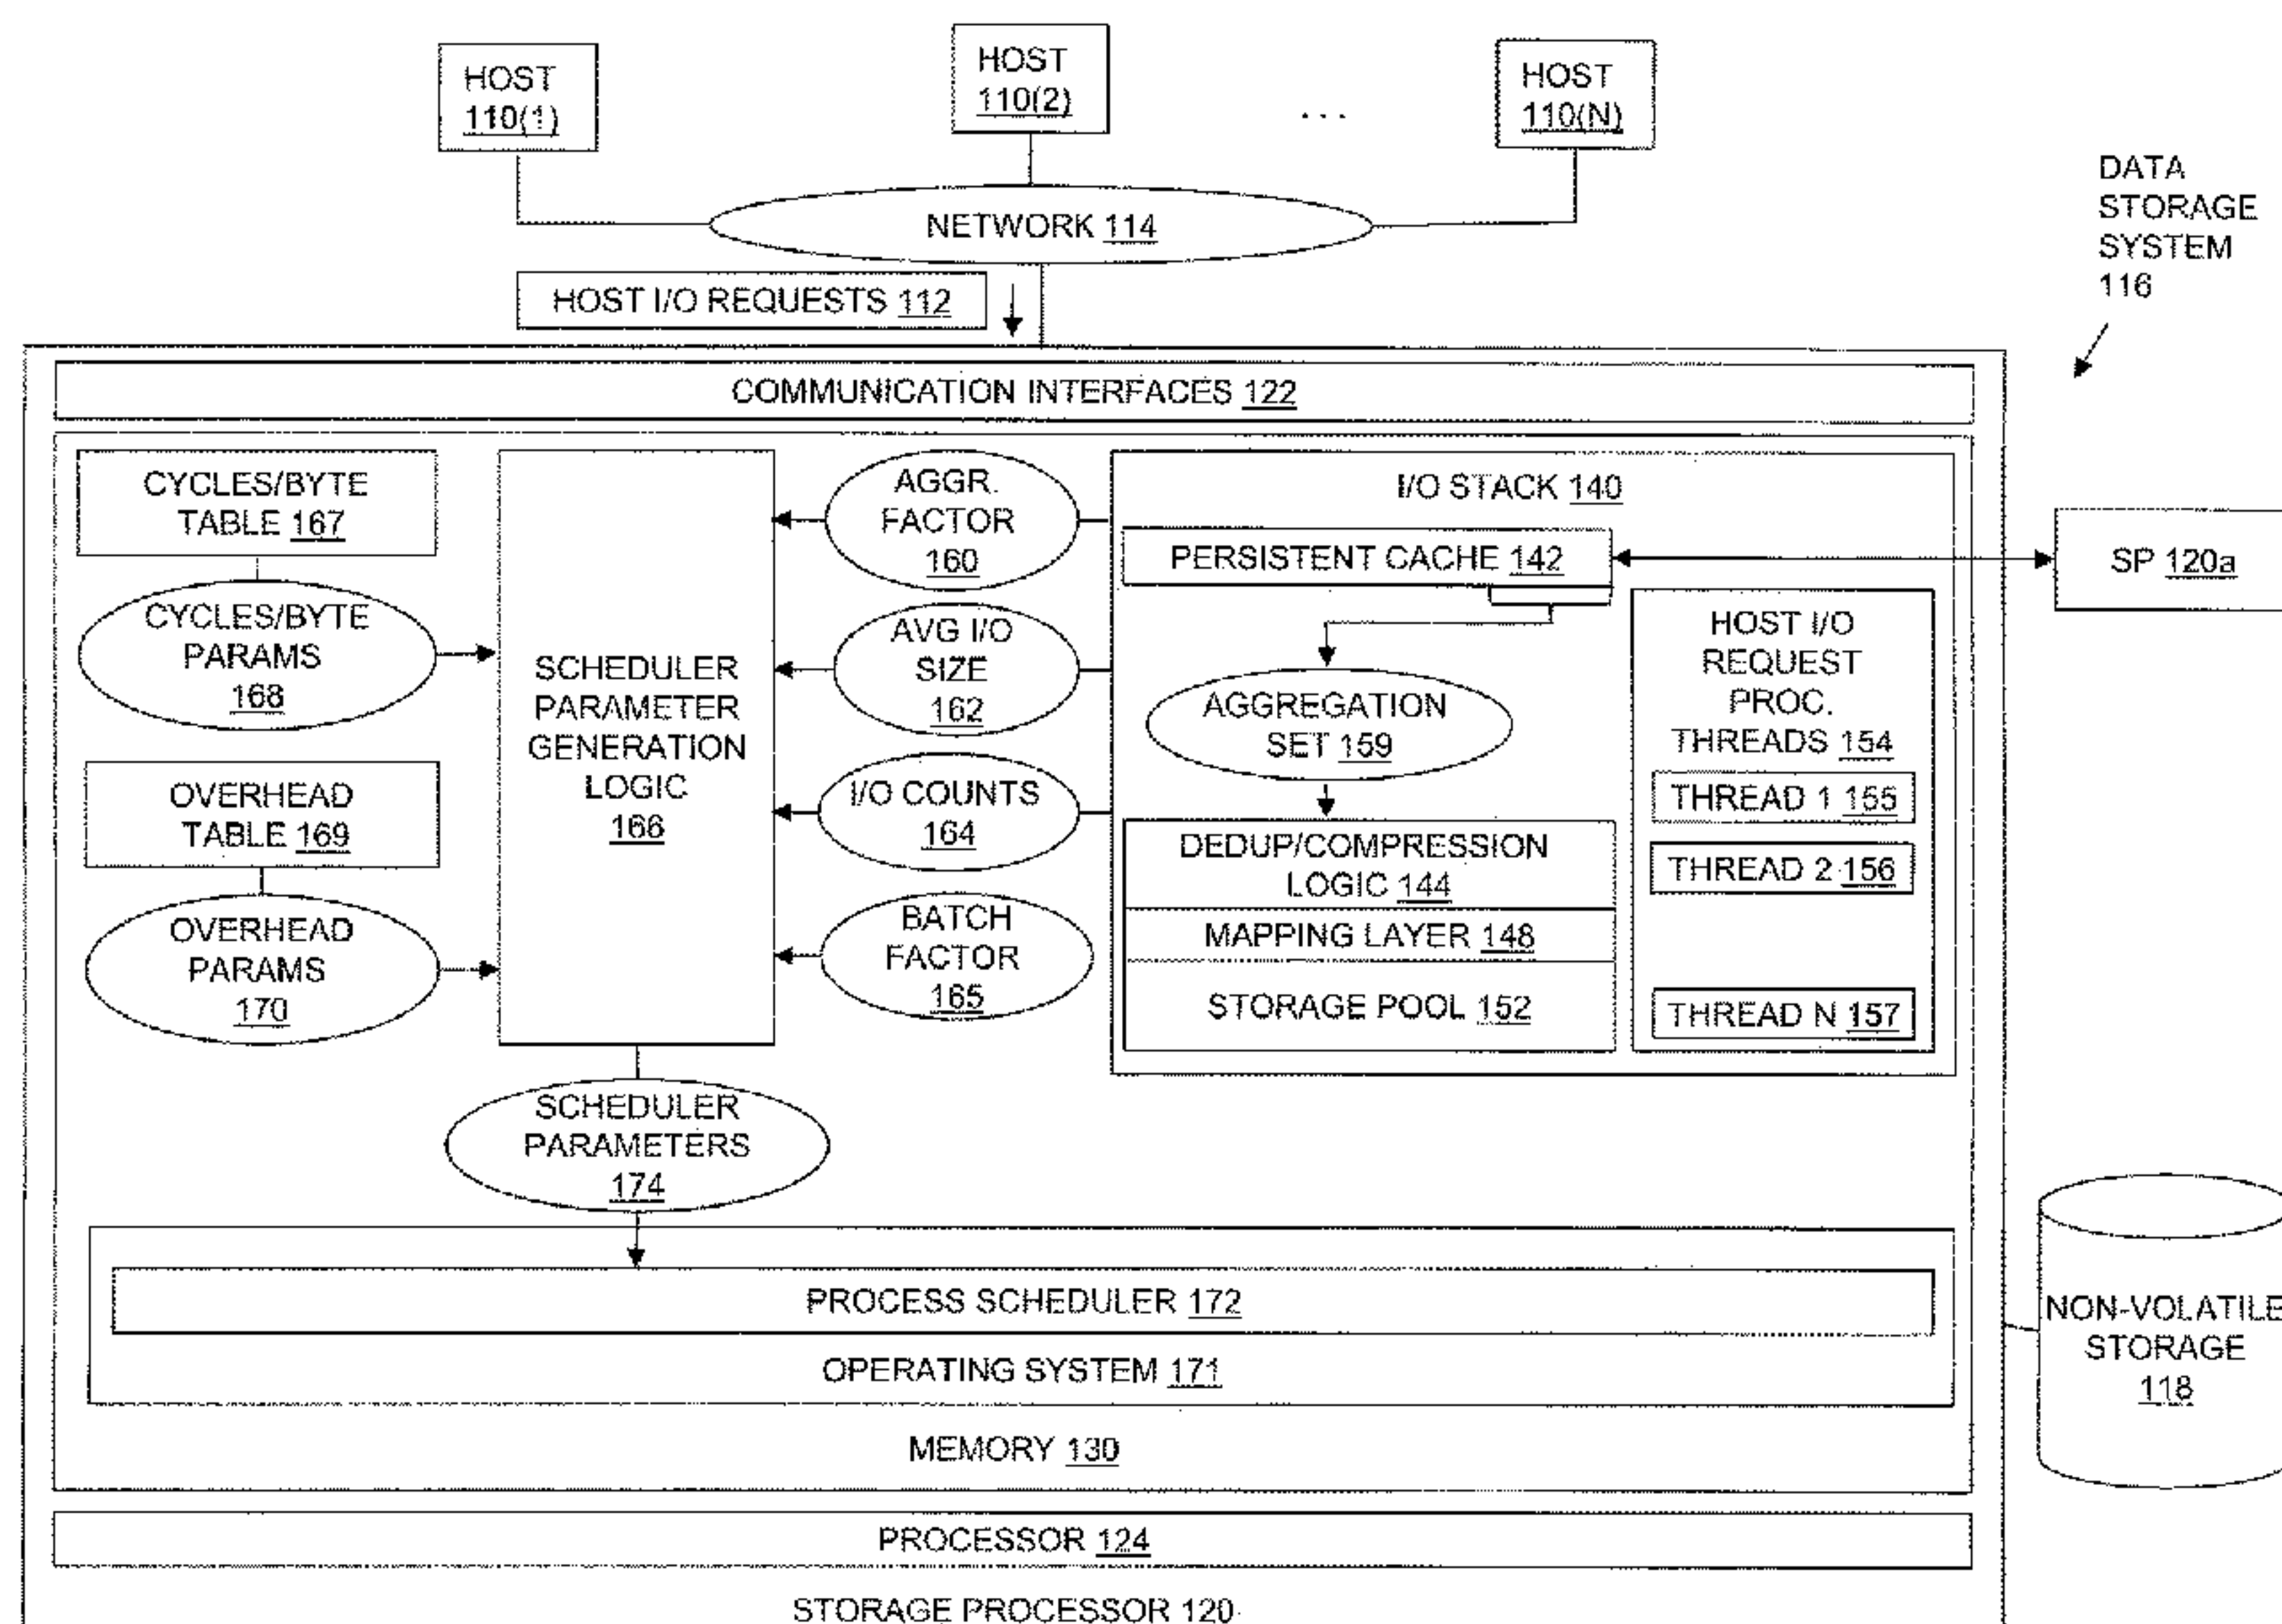 HOST
110(1)
HOST
110(2)
...
HOST
110(N)
DATA
STORAGE
SYSTEM
116
NETWORK 114
HOST I/O REQUESTS 112
COMMUNICATION INTERFACES 122
CYCLES/BYTE
TABLE 167
CYCLES/BYTE
PARAMS
168
OVERHEAD
TABLE 169
OVERHEAD
PARAMS
170
SCHEDULER
PARAMETER
GENERATION
LOGIC
166
AGGR.
FACTOR
160
AVG I/O
SIZE
162
I/O COUNTS
164
BATCH
FACTOR
165
I/O STACK 140
PERSISTENT CACHE 142
AGGREGATION
SET 159
DEDUP/COMPRESSION
LOGIC 144
MAPPING LAYER 148
STORAGE POOL 152
HOST I/O
REQUEST
PROC.
THREADS 154
THREAD 1 155
THREAD 2 156
THREAD N 157
SP 120a
SCHEDULER
PARAMETERS
174
PROCESS SCHEDULER 172
OPERATING SYSTEM 171
MEMORY 130
NON-VOLATILE
STORAGE
118
PROCESSOR 124
STORAGE PROCESSOR 120